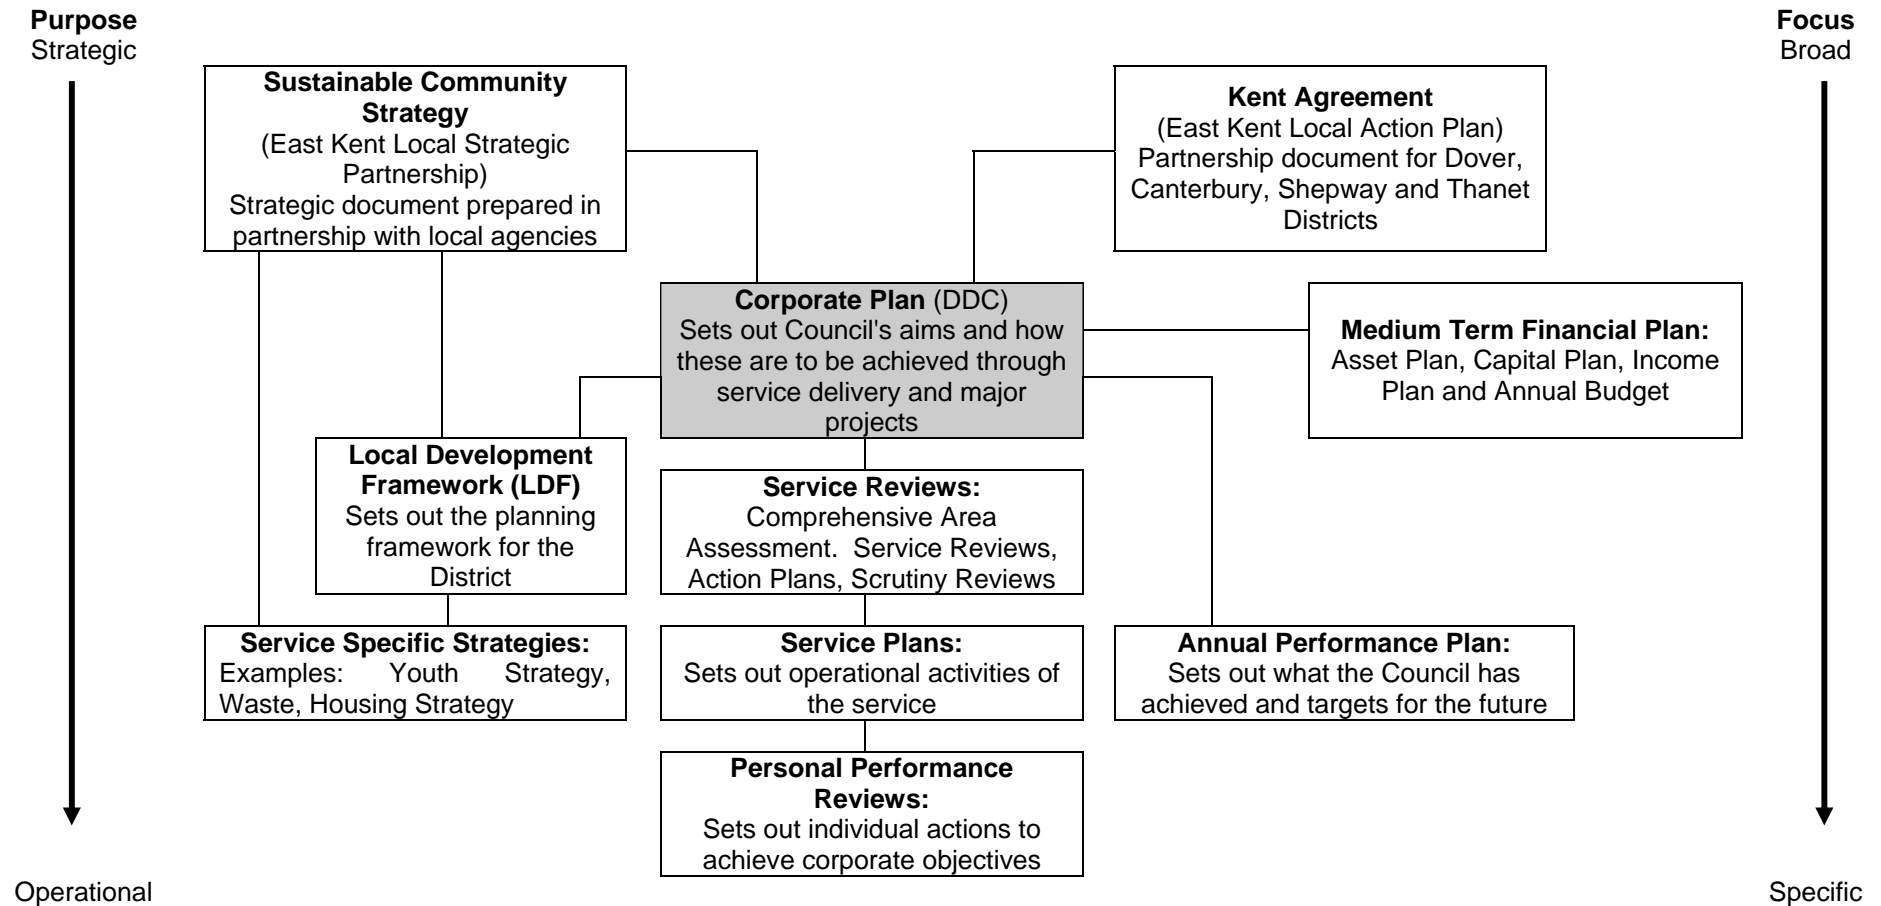 Purpose
Strategic
Focus
Broad
Sustainable Community
Strategy
(East Kent Local Strategic
Partnership)
Strategic document prepared in
partnership with local agencies
Kent Agreement
(East Kent Local Action Plan)
Partnership document for Dover,
Canterbury, Shepway and Thanet
Districts
Corporate Plan (DDC)
Sets out Council's aims and how
these are to be achieved through
service delivery and major
projects
Medium Term Financial Plan:
Asset Plan, Capital Plan, Income
Plan and Annual Budget
Local Development
Framework (LDF)
Sets out the planning
framework for the
District
Service Reviews:
Comprehensive Area
Assessment.  Service Reviews,
Action Plans, Scrutiny Reviews
Service Specific Strategies:
Examples: Youth Strategy,
Waste, Housing Strategy
Service Plans:
Sets out operational activities of
the service
Annual Performance Plan:
Sets out what the Council has
achieved and targets for the future
Personal Performance
Reviews:
Sets out individual actions to
achieve corporate objectives
Operational
Specific